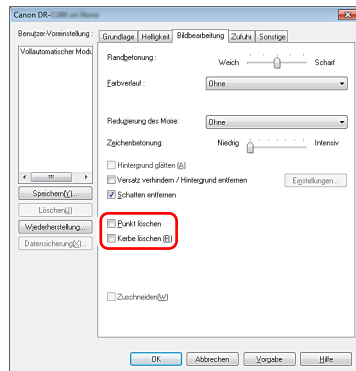 Canon DR-
Benutzer-Voreinstellung :
Vollautomatischer Modu
Speichern(Y)...
Löschen(J)
Wiederherstellung...
Datensicherung(X)...
Grundlage Helligkeit Bildbearbeitung Zufuhr Sonstige
Randbetonung : Weich Scharf
Farbverlauf : Ohne
Reduzierung des Moire: Ohne
Zeichenbetonung: Niedrig Intensiv
Hintergrund glätten (A)
Versatz verhindern / Hintergrund entfernen Einstellungen...
Schatten entfernen
Punkt löschen
Kerbe löschen (R)
Zuschneiden(W)
OK Abbrechen Vorgabe Hilfe